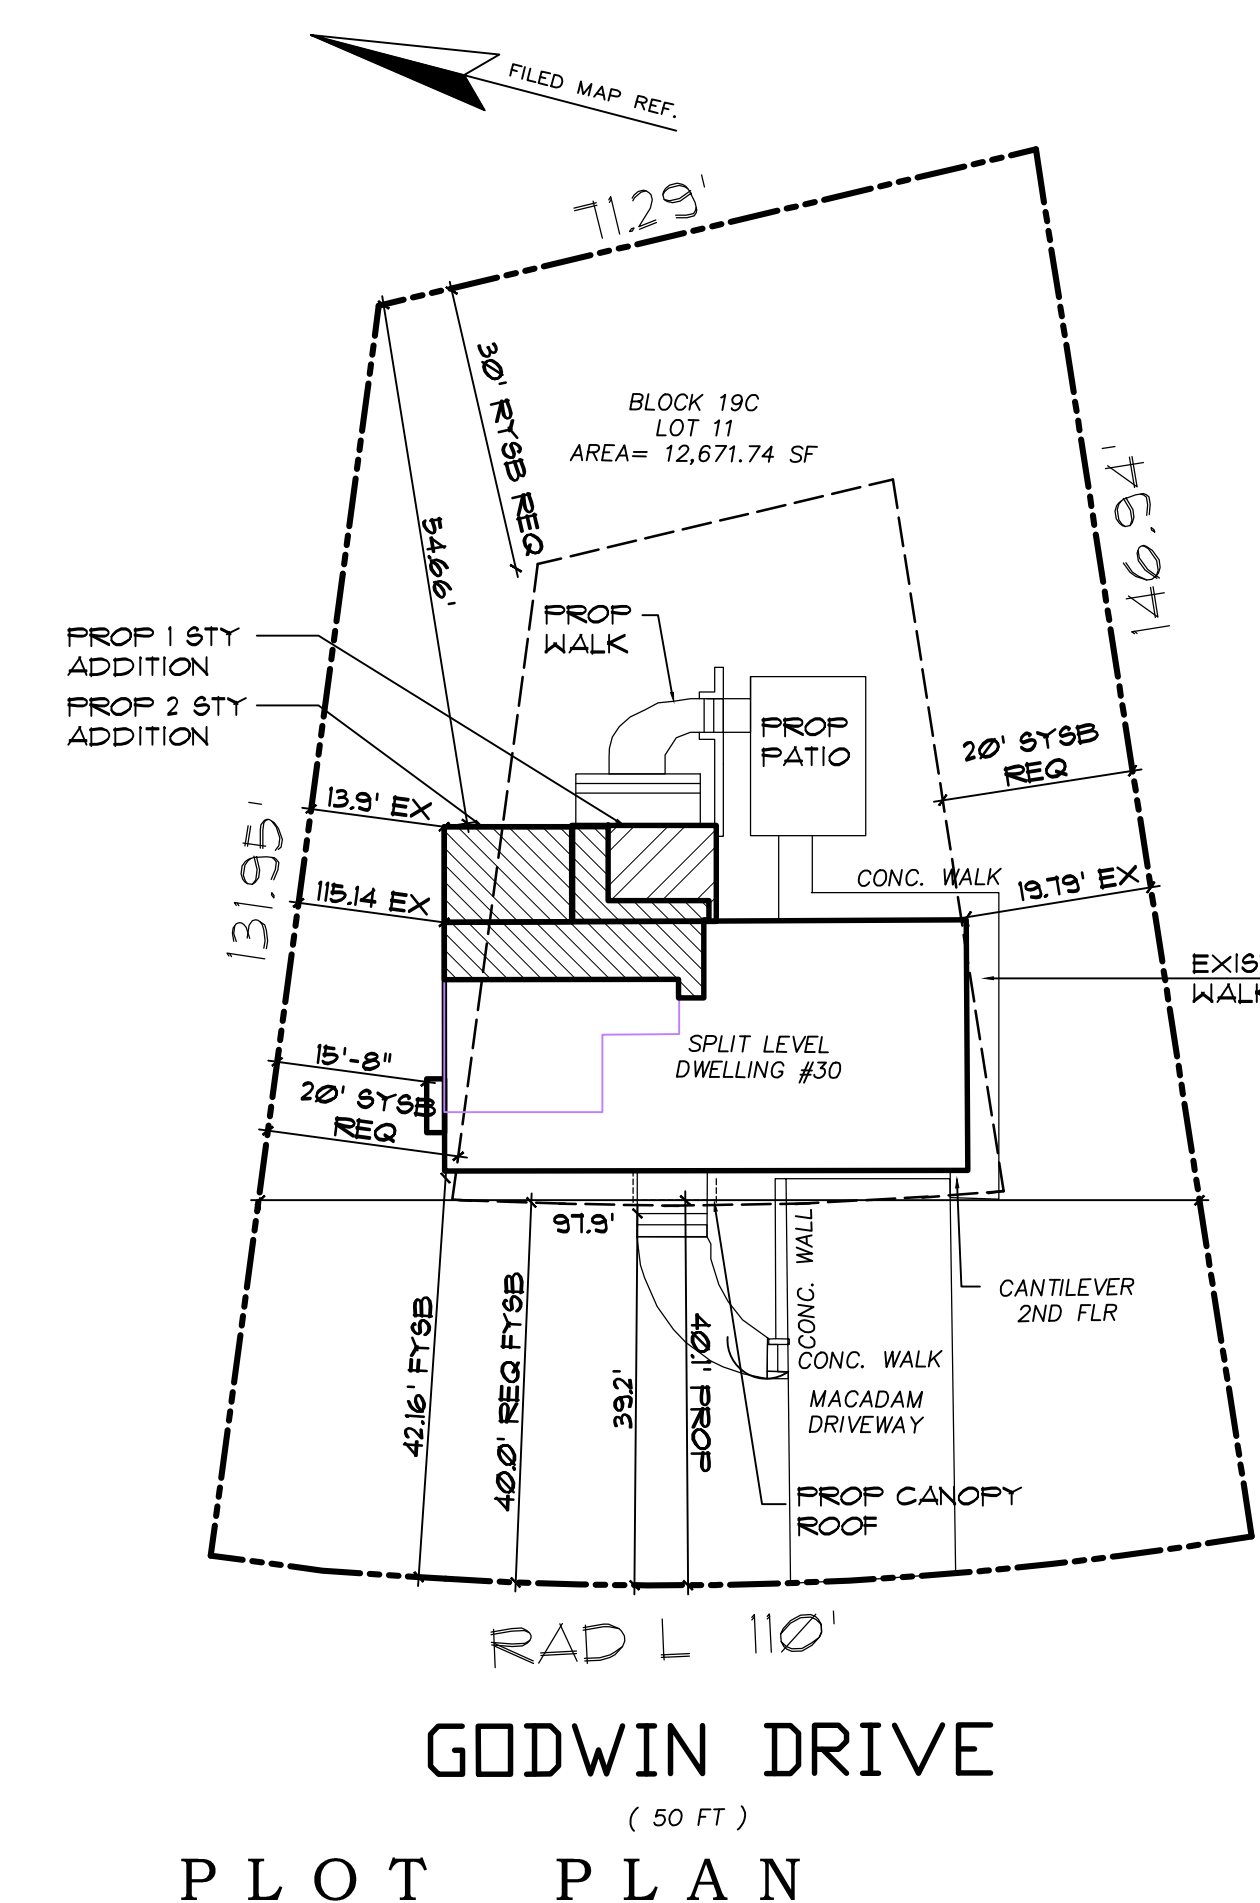 FILED MAP REF.
71.29'
30' RYSB REQ
BLOCK 19C
LOT 11
AREA= 12,671.74 SF
54.66'
146.94'
PROP
WALK
PROP 1 STY
ADDITION
PROP 2 STY
ADDITION
PROP
PATIO
20' SYSB
REQ
13.9' EX
131.95'
115.14 EX
CONC. WALK
19.79' EX
EXIS
WALK
SPLIT LEVEL
DWELLING #30
15'-8"
20' SYSB
REQ
97.9'
CONC. WALL
CANTILEVER
2ND FLR
42.16' FYSB
40.0' REQ FYSB
39.2'
40.1' PROP
CONC. WALK
MACADAM
DRIVEWAY
PROP CANOPY
ROOF
RAD L 110'
GODWIN DRIVE
( 50 FT )
PLOT PLAN